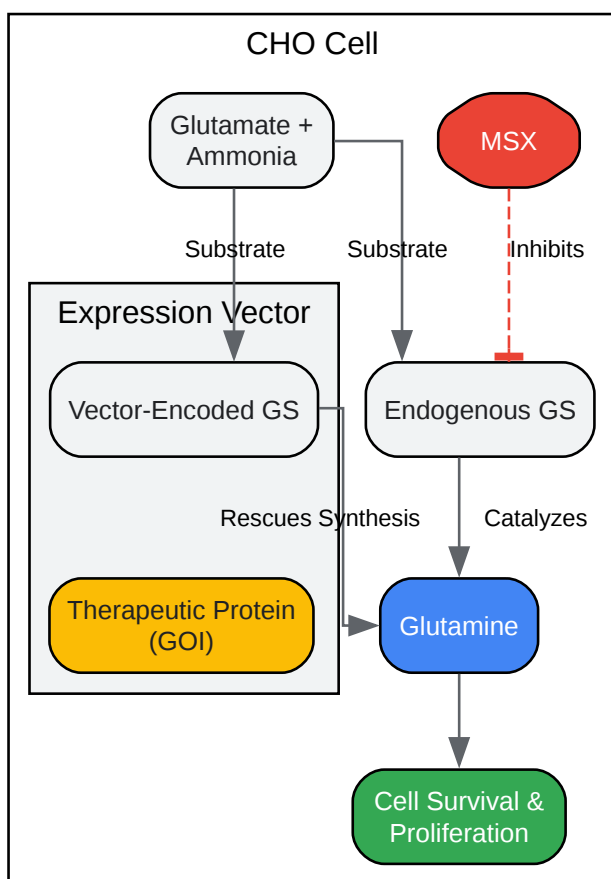 CHO Cell
Glutamate +
Ammonia
MSX
Substrate
Substrate
Inhibits
Expression Vector
Vector-Encoded GS
Endogenous GS
Rescues Synthesis
Catalyzes
Therapeutic Protein
(GOI)
Glutamine
Cell Survival &
Proliferation